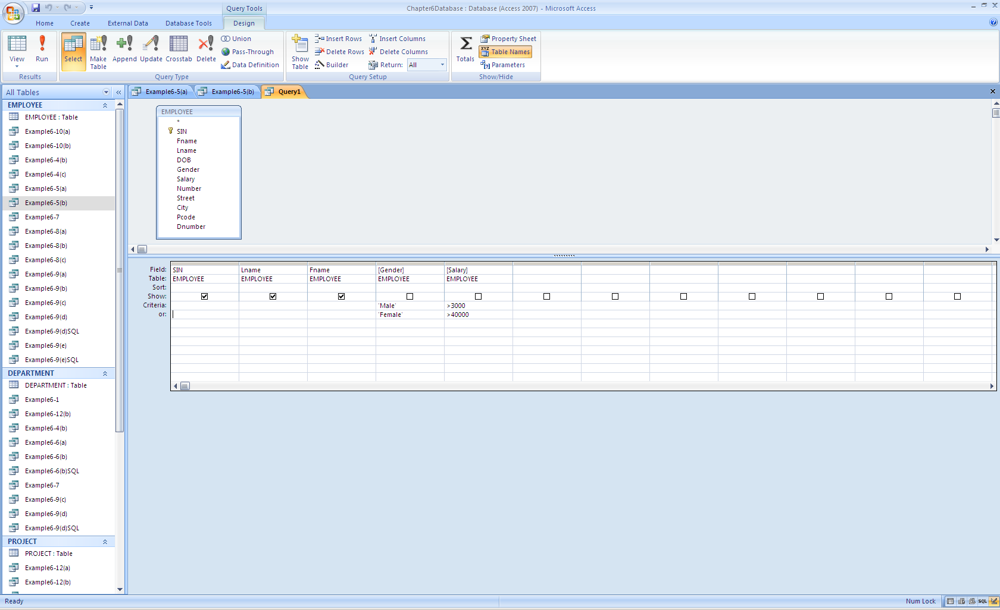 Query Tools
Chapter6Database : Database (Access 2007) - Microsoft Access
Home Create External Data Database Tools Design
View
Run
Results
Select
Make Table
Append
Update
Crosstab
Delete
Union
Pass-Through
Data Definition
Query Type
Show Table
Insert Rows
Delete Rows
Builder
Insert Columns
Delete Columns
Return: All
Query Setup
Totals
Property Sheet
XYZ Table Names
Parameters
Show/Hide
All Tables
EMPLOYEE
EMPLOYEE : Table
Example6-10(a)
Example6-10(b)
Example6-4(b)
Example6-4(c)
Example6-5(a)
Example6-5(b)
Example6-7
Example6-8(a)
Example6-8(b)
Example6-8(c)
Example6-9(a)
Example6-9(b)
Example6-9(c)
Example6-9(d)
Example6-9(d)SQL
Example6-9(e)
Example6-9(e)SQL
DEPARTMENT
DEPARTMENT : Table
Example6-1
Example6-12(b)
Example6-4(b)
Example6-6(a)
Example6-6(b)
Example6-6(b)SQL
Example6-7
Example6-9(c)
Example6-9(d)
Example6-9(d)SQL
PROJECT
PROJECT : Table
Example6-12(a)
Example6-12(b)
Example6-5(a) Example6-5(b) Query1
EMPLOYEE
*
SIN
Fname
Lname
DOB
Gender
Salary
Number
Street
City
Pcode
Dnumber
Field: SIN Lname Fname [Gender] [Salary]
Table: EMPLOYEE EMPLOYEE EMPLOYEE EMPLOYEE EMPLOYEE
Sort:
Show:
Criteria: 'Male' >3000
or: 'Female' >40000
Ready
Num Lock
SQL